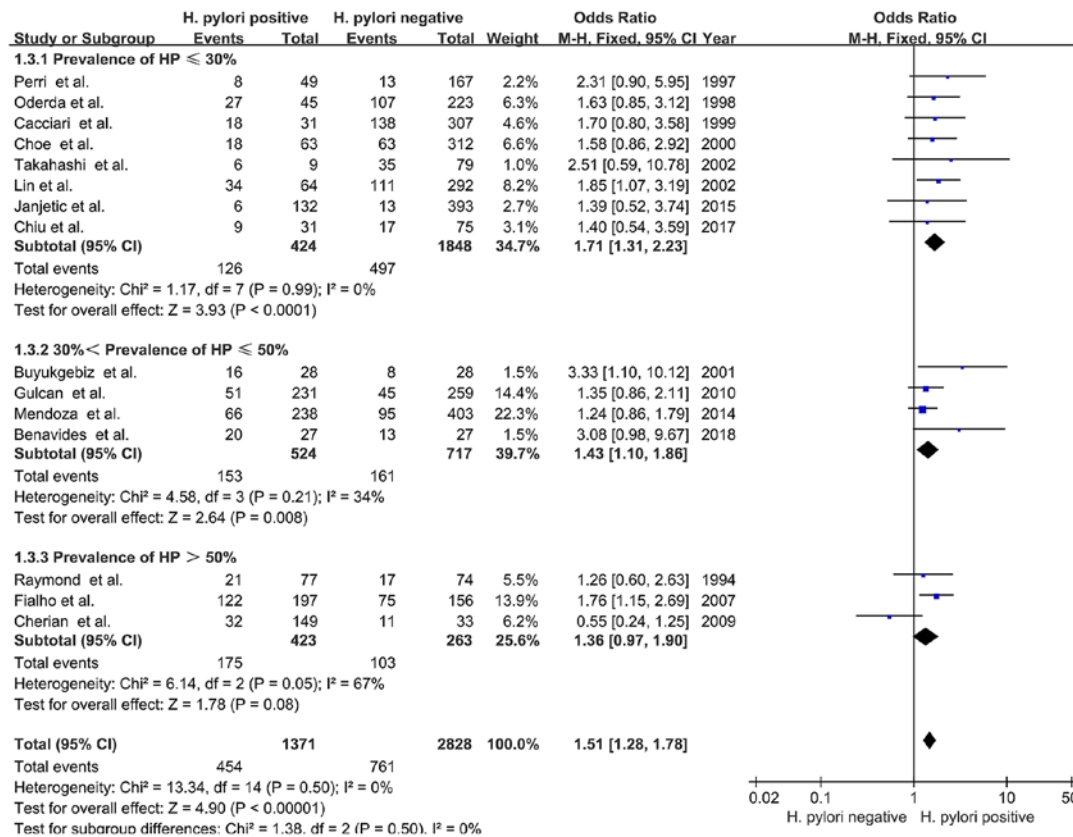 H. pylori positive H. pylori negative Odds Ratio Odds Ratio
Study or Subgroup Events Total Events Total Weight M-H, Fixed, 95% CI Year M-H, Fixed, 95% CI
1.3.1 Prevalence of HP ≤ 30%
Perri et al. 8 49 13 167 2.2% 2.31 [0.90, 5.95] 1997
Oderda et al. 27 45 107 223 6.3% 1.63 [0.85, 3.12] 1998
Cacciari et al. 18 31 138 307 4.6% 1.70 [0.80, 3.58] 1999
Choe et al. 18 63 63 312 6.6% 1.58 [0.86, 2.92] 2000
Takahashi et al. 6 9 35 79 1.0% 2.51 [0.59, 10.78] 2002
Lin et al. 34 64 111 292 8.2% 1.85 [1.07, 3.19] 2002
Janjetic et al. 6 132 13 393 2.7% 1.39 [0.52, 3.74] 2015
Chiu et al. 9 31 17 75 3.1% 1.40 [0.54, 3.59] 2017
Subtotal (95% CI) 424 1848 34.7% 1.71 [1.31, 2.23]
Total events 126 497
Heterogeneity: Chi² = 1.17, df = 7 (P = 0.99); I² = 0%
Test for overall effect: Z = 3.93 (P < 0.0001)
1.3.2 30%< Prevalence of HP ≤ 50%
Buyukgebiz et al. 16 28 8 28 1.5% 3.33 [1.10, 10.12] 2001
Gulcan et al. 51 231 45 259 14.4% 1.35 [0.86, 2.11] 2010
Mendoza et al. 66 238 95 403 22.3% 1.24 [0.86, 1.79] 2014
Benavides et al. 20 27 13 27 1.5% 3.08 [0.98, 9.67] 2018
Subtotal (95% CI) 524 717 39.7% 1.43 [1.10, 1.86]
Total events 153 161
Heterogeneity: Chi² = 4.58, df = 3 (P = 0.21); I² = 34%
Test for overall effect: Z = 2.64 (P = 0.008)
1.3.3 Prevalence of HP > 50%
Raymond et al. 21 77 17 74 5.5% 1.26 [0.60, 2.63] 1994
Fialho et al. 122 197 75 156 13.9% 1.76 [1.15, 2.69] 2007
Cherian et al. 32 149 11 33 6.2% 0.55 [0.24, 1.25] 2009
Subtotal (95% CI) 423 263 25.6% 1.36 [0.97, 1.90]
Total events 175 103
Heterogeneity: Chi² = 6.14, df = 2 (P = 0.05); I² = 67%
Test for overall effect: Z = 1.78 (P = 0.08)
Total (95% CI) 1371 2828 100.0% 1.51 [1.28, 1.78]
Total events 454 761
Heterogeneity: Chi² = 13.34, df = 14 (P = 0.50); I² = 0%
Test for overall effect: Z = 4.90 (P < 0.00001)
Test for subgroup differences: Chi² = 1.38, df = 2 (P = 0.50), I² = 0%
0.02 0.1 1 10 50
H. pylori negative H. pylori positive